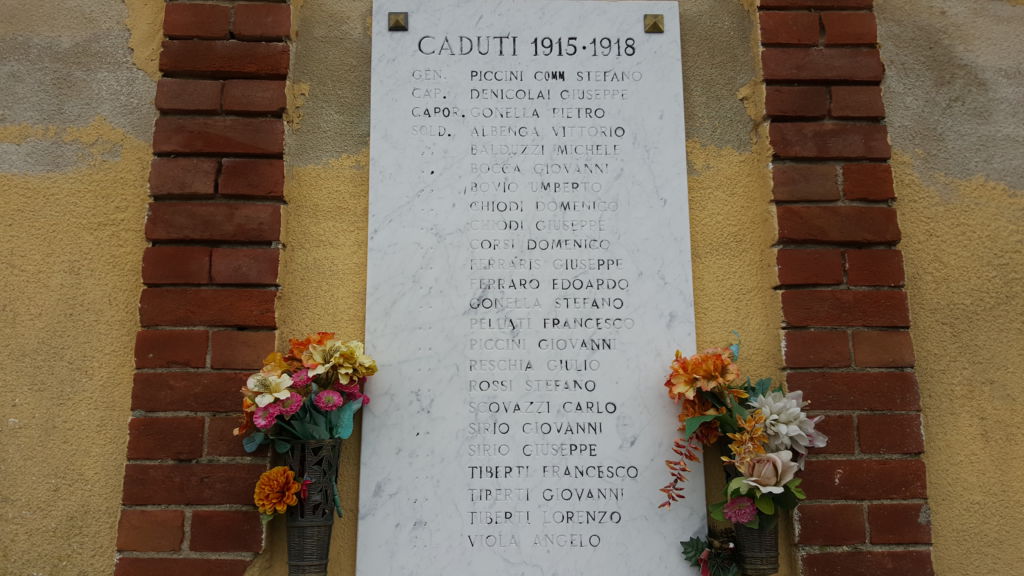 CADUTI 1915·1918
GEN. PICCINI COMM. STEFANO
CAP. DENICOLAI GIUSEPPE
CAPOR. GONELLA PIETRO
SOLD. ALBENGA VITTORIO
" BALDUZZI MICHELE
" BOCCA GIOVANNI
" BOVIO UMBERTO
" CHIODI DOMENICO
" CHIODI GIUSEPPE
" CORSI DOMENICO
" FERRARIS GIUSEPPE
" FERRARO EDOARDO
" GONELLA STEFANO
" PELLATI FRANCESCO
" PICCINI GIOVANNI
" RESCHIA GIULIO
" ROSSI STEFANO
" SCOVAZZI CARLO
" SIRIO GIOVANNI
" SIRIO GIUSEPPE
" TIBERTI FRANCESCO
" TIBERTI GIOVANNI
" TIBERTI LORENZO
" VIOLA ANGELO